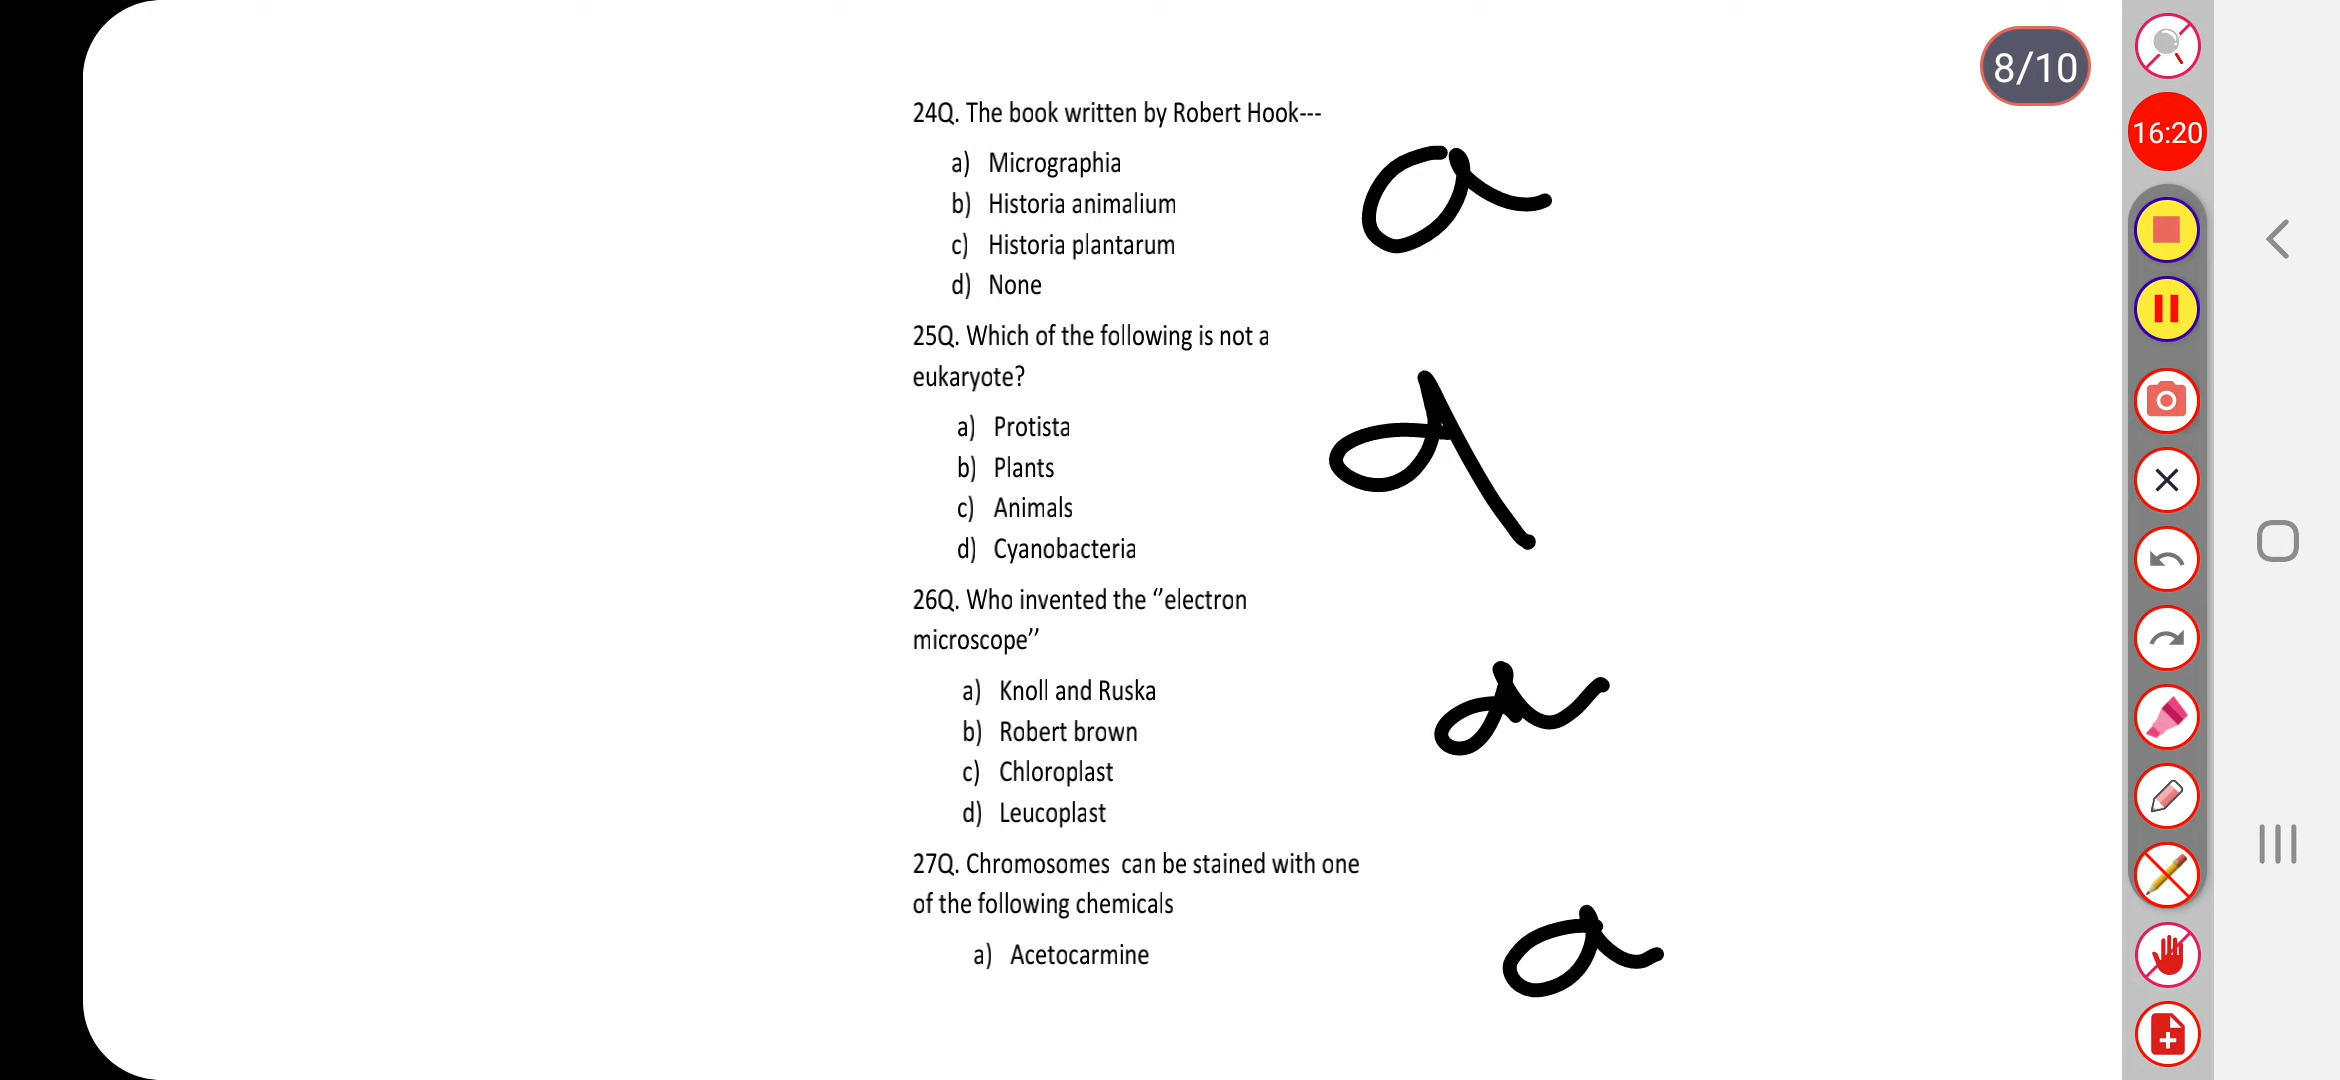 8/10
16:20
24Q. The book written by Robert Hook---
a) Micrographia
a
b) Historia animalium
c) Historia plantarum
d) None
25Q. Which of the following is not a
eukaryote?
a) Protista
d
b) Plants
c) Animals
d) Cyanobacteria
26Q. Who invented the ‘’electron
microscope’’
a) Knoll and Ruska
a
b) Robert brown
c) Chloroplast
d) Leucoplast
27Q. Chromosomes  can be stained with one
of the following chemicals
a) Acetocarmine
a